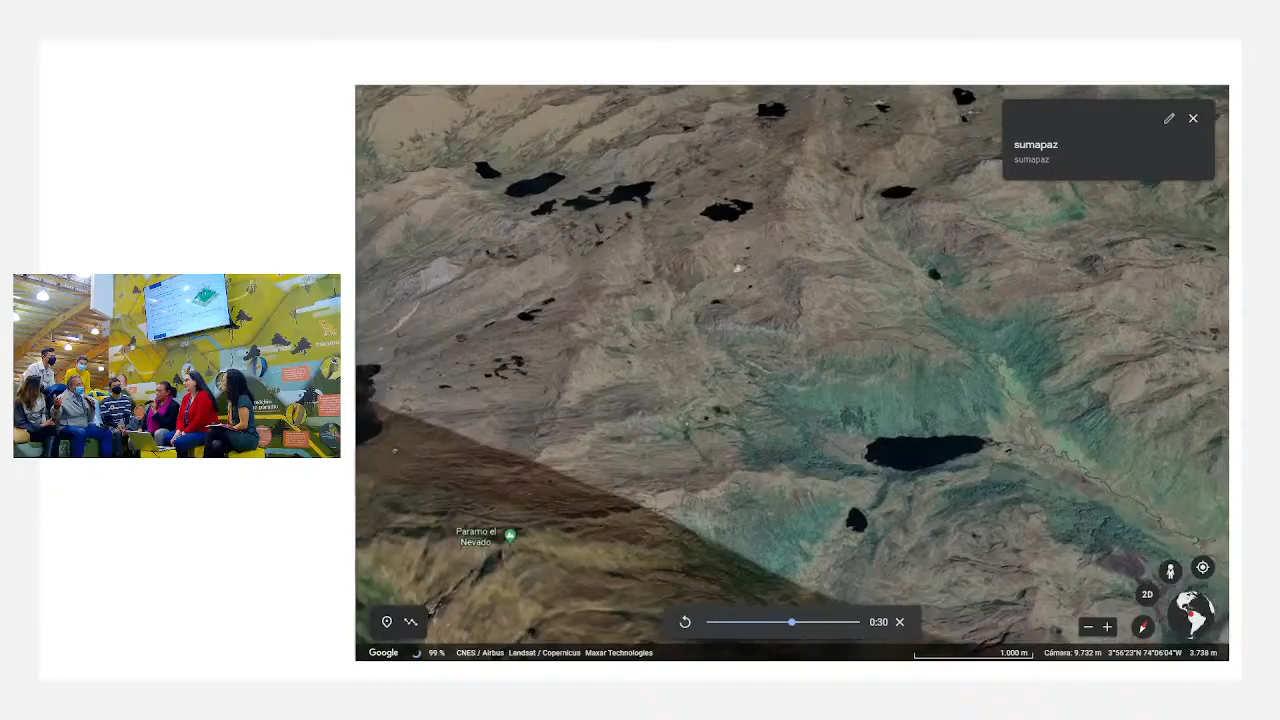 sumapaz
sumapaz
Paramo el
Nevado
0:30
2D
Google
99 %
CNES / Airbus Landsat / Copernicus Maxar Technologies
1.000 m
Cámara: 9.732 m 3°56'23"N 74°06'04"W 3.738 m